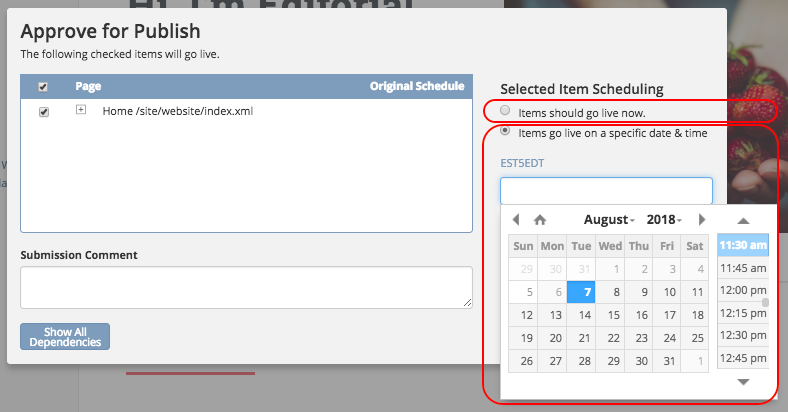 Hi, I'm Editorial
Approve for Publish
The following checked items will go live.
Page Original Schedule
Home /site/website/index.xml
Submission Comment
Show All
Dependencies
Selected Item Scheduling
Items should go live now.
Items go live on a specific date & time
EST5EDT
August 2018
Sun Mon Tue Wed Thu Fri Sat
29 30 31 1 2 3 4
5 6 7 8 9 10 11
12 13 14 15 16 17 18
19 20 21 22 23 24 25
26 27 28 29 30 31 1
11:30 am
11:45 am
12:00 pm
12:15 pm
12:30 pm
12:45 pm